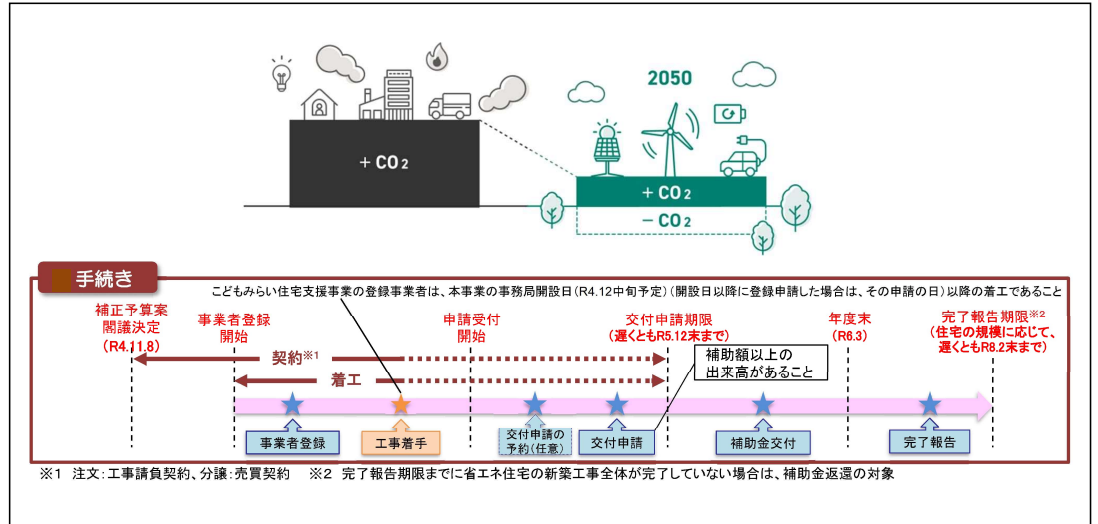 2050
+ CO2
+ CO2
− CO2
手続き
こどもみらい住宅支援事業の登録事業者は、本事業の事務局開設日(R4.12中旬予定)(開設日以降に登録申請した場合は、その申請の日)以降の着工であること
補正予算案
閣議決定
(R4.11.8)
事業者登録
開始
申請受付
開始
交付申請期限
(遅くともR5.12末まで)
年度末
(R6.3)
完了報告期限※2
(住宅の規模に応じて、
遅くともR8.2末まで)
契約※1
着工
補助額以上の
出来高があること
事業者登録
工事着手
交付申請の
予約(任意)
交付申請
補助金交付
完了報告
※1 注文:工事請負契約、分譲:売買契約 ※2 完了報告期限までに省エネ住宅の新築工事全体が完了していない場合は、補助金返還の対象